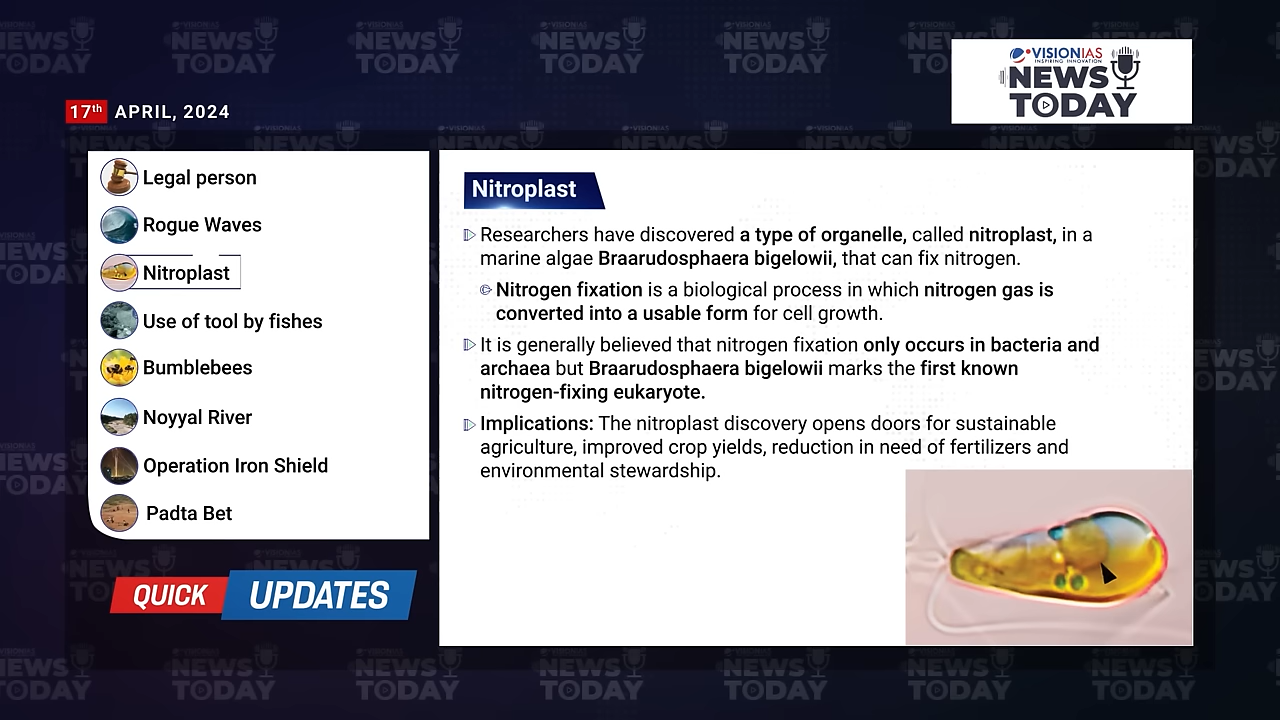 VISIONIAS
INSPIRING INNOVATION
NEWS
TODAY
17th APRIL, 2024
Legal person
Rogue Waves
Nitroplast
Use of tool by fishes
Bumblebees
Noyyal River
Operation Iron Shield
Padta Bet
QUICK UPDATES
Nitroplast
Researchers have discovered a type of organelle, called nitroplast, in a
marine algae Braarudosphaera bigelowii, that can fix nitrogen.
Nitrogen fixation is a biological process in which nitrogen gas is
converted into a usable form for cell growth.
It is generally believed that nitrogen fixation only occurs in bacteria and
archaea but Braarudosphaera bigelowii marks the first known
nitrogen-fixing eukaryote.
Implications: The nitroplast discovery opens doors for sustainable
agriculture, improved crop yields, reduction in need of fertilizers and
environmental stewardship.